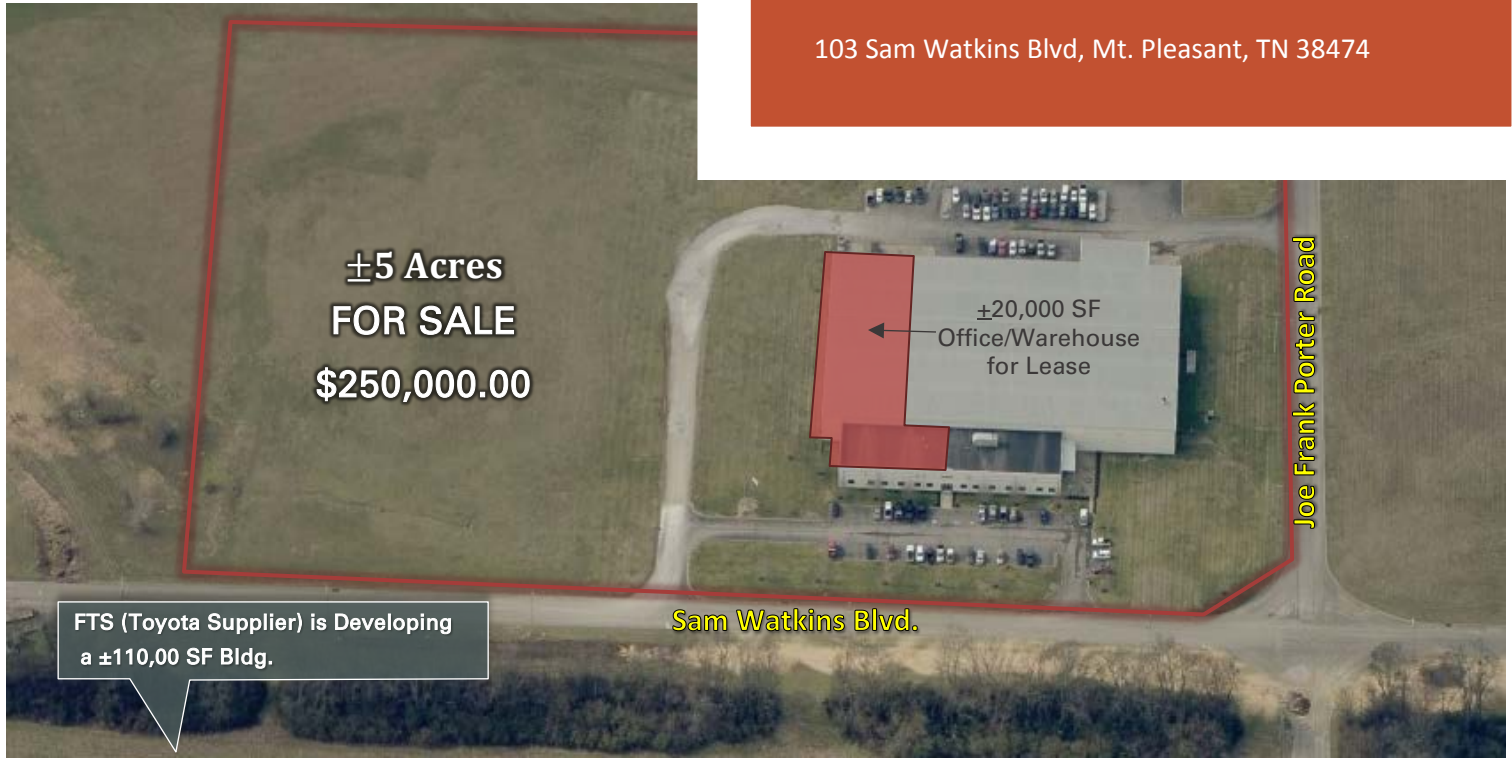 103 Sam Watkins Blvd, Mt. Pleasant, TN 38474
±5 Acres
FOR SALE
$250,000.00
±20,000 SF
Office/Warehouse
for Lease
Joe Frank Porter Road
Sam Watkins Blvd.
FTS (Toyota Supplier) is Developing
a ±110,00 SF Bldg.